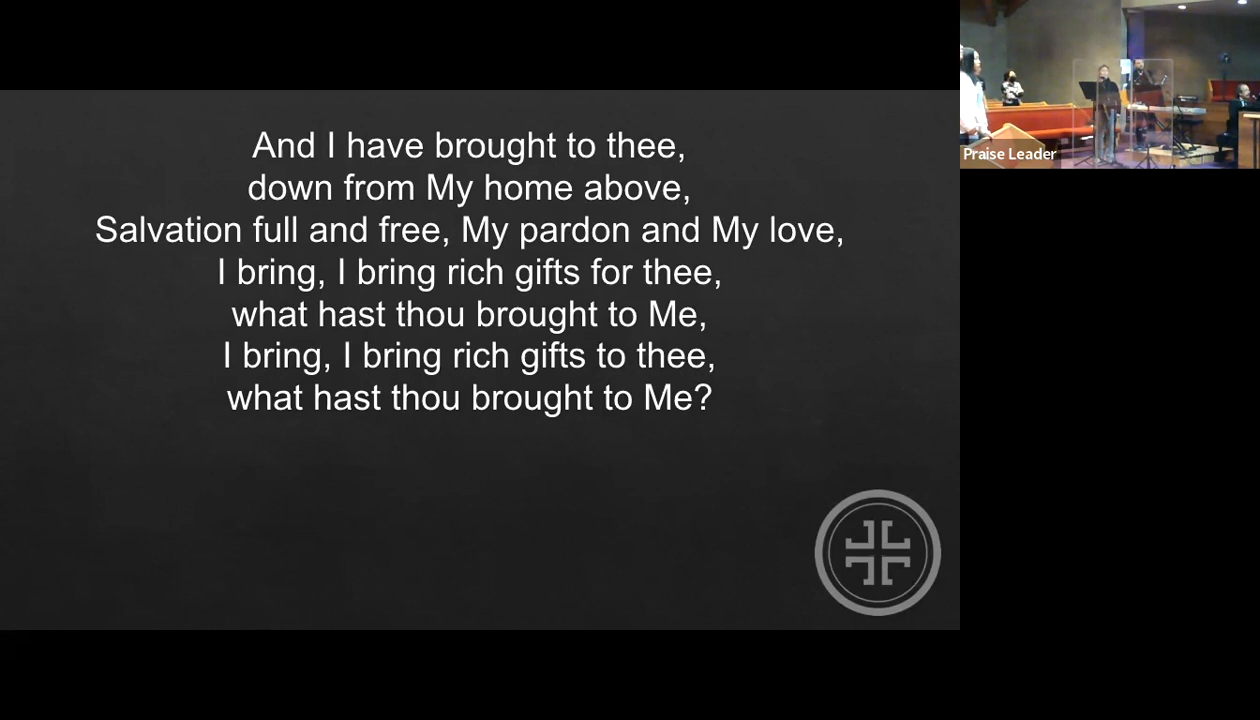 And I have brought to thee,
down from My home above,
Salvation full and free, My pardon and My love,
I bring, I bring rich gifts for thee,
what hast thou brought to Me,
I bring, I bring rich gifts to thee,
what hast thou brought to Me?
Praise Leader